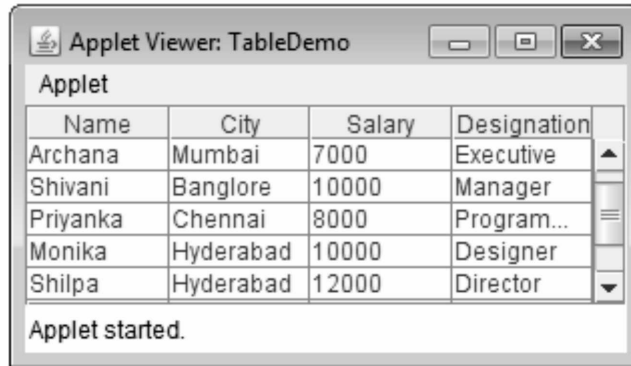 Applet Viewer: TableDemo
Applet
Name City Salary Designation
Archana Mumbai 7000 Executive
Shivani Banglore 10000 Manager
Priyanka Chennai 8000 Program...
Monika Hyderabad 10000 Designer
Shilpa Hyderabad 12000 Director
Applet started.